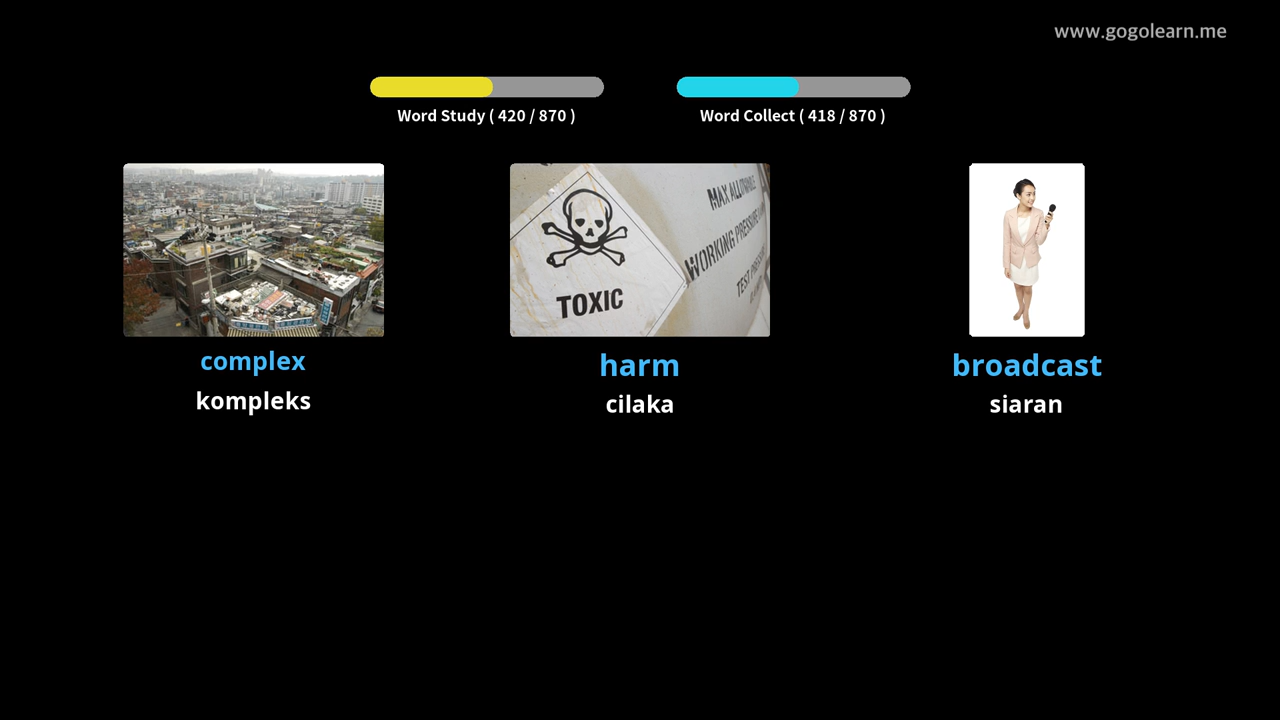 www.gogolearn.me
Word Study ( 420 / 870 )
Word Collect ( 418 / 870 )
TOXIC
MAX ALLOWABLE
WORKING PRESSURE
complex
kompleks
harm
cilaka
broadcast
siaran